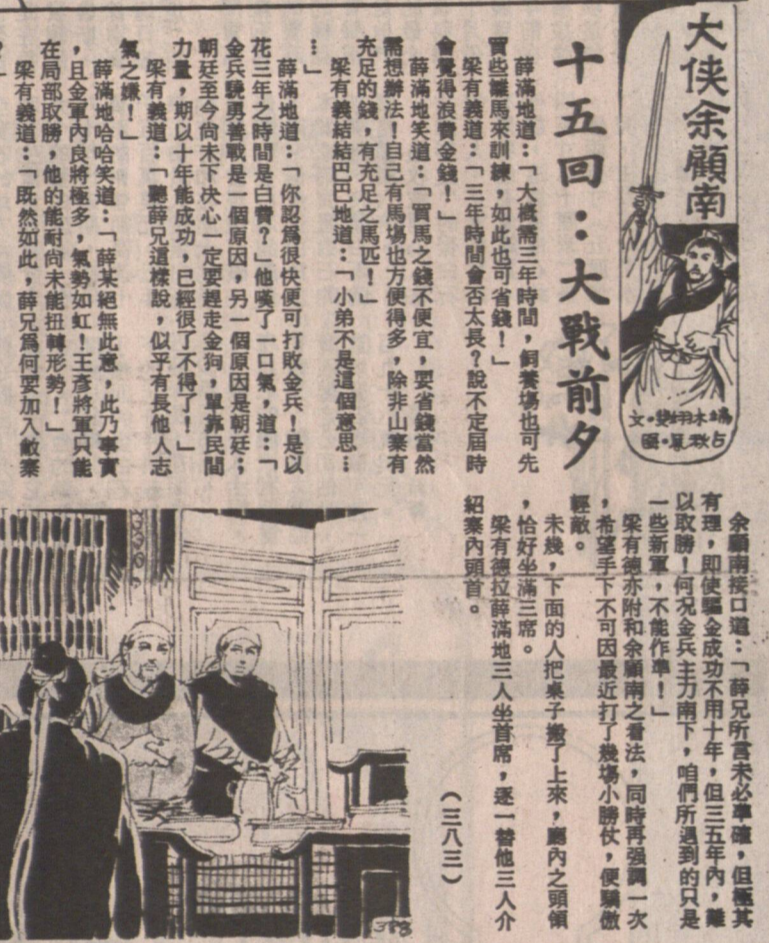 大侠余顧南
十五回：大戰前夕
薛滿地道：「大概需三年時間，飼養塲也可先
買些雛馬來訓練，如此也可省錢！」
梁有義道：「三年時間會否太長？說不定屆時
會覺得浪費金錢！」
薛滿地笑道：「買馬之錢不便宜，要省錢當然
需想辦法！自己有馬塲也方便得多，除非山寨有
充足的錢，有充足之馬匹！」
梁有義結結巴巴地道：「小弟不是這個意思…
…」
薛滿地道：「你認爲很快便可打敗金兵！是以
花三年之時間是白費？」他嘆了一口氣，道：「
金兵驍勇善戰是一個原因，另一個原因是朝廷；
朝廷至今尚未下决心一定要趕走金狗，單靠民間
力量，期以十年能成功，已經很了不得了！」
梁有義道：「聽薛兄這樣說，似乎有長他人志
氣之嫌！」
薛滿地哈哈笑道：「薛某絕無此意，此乃事實
，且金軍內良將極多，氣勢如虹！王彥將軍只能
在局部取勝，他的能耐尚未能扭轉形勢！」
梁有義道：「既然如此，薛兄爲何要加入敝寨
？」
余顧南接口道：「薛兄所言未必準確，但極其
有理，即使驅金成功不用十年，但三五年內，難
以取勝！何況金兵主力南下，咱們所遇到的只是
一些新軍，不能作準！」
梁有德亦附和余顧南之看法，同時再强調一次
，希望手下不可因最近打了幾塲小勝仗，便驕傲
輕敵。
未幾，下面的人把桌子搬了上來，廳內之頭領
，恰好坐滿三席。
梁有德拉薛滿地三人坐首席，逐一替他三人介
紹寨內頭首。
（三八三）
383